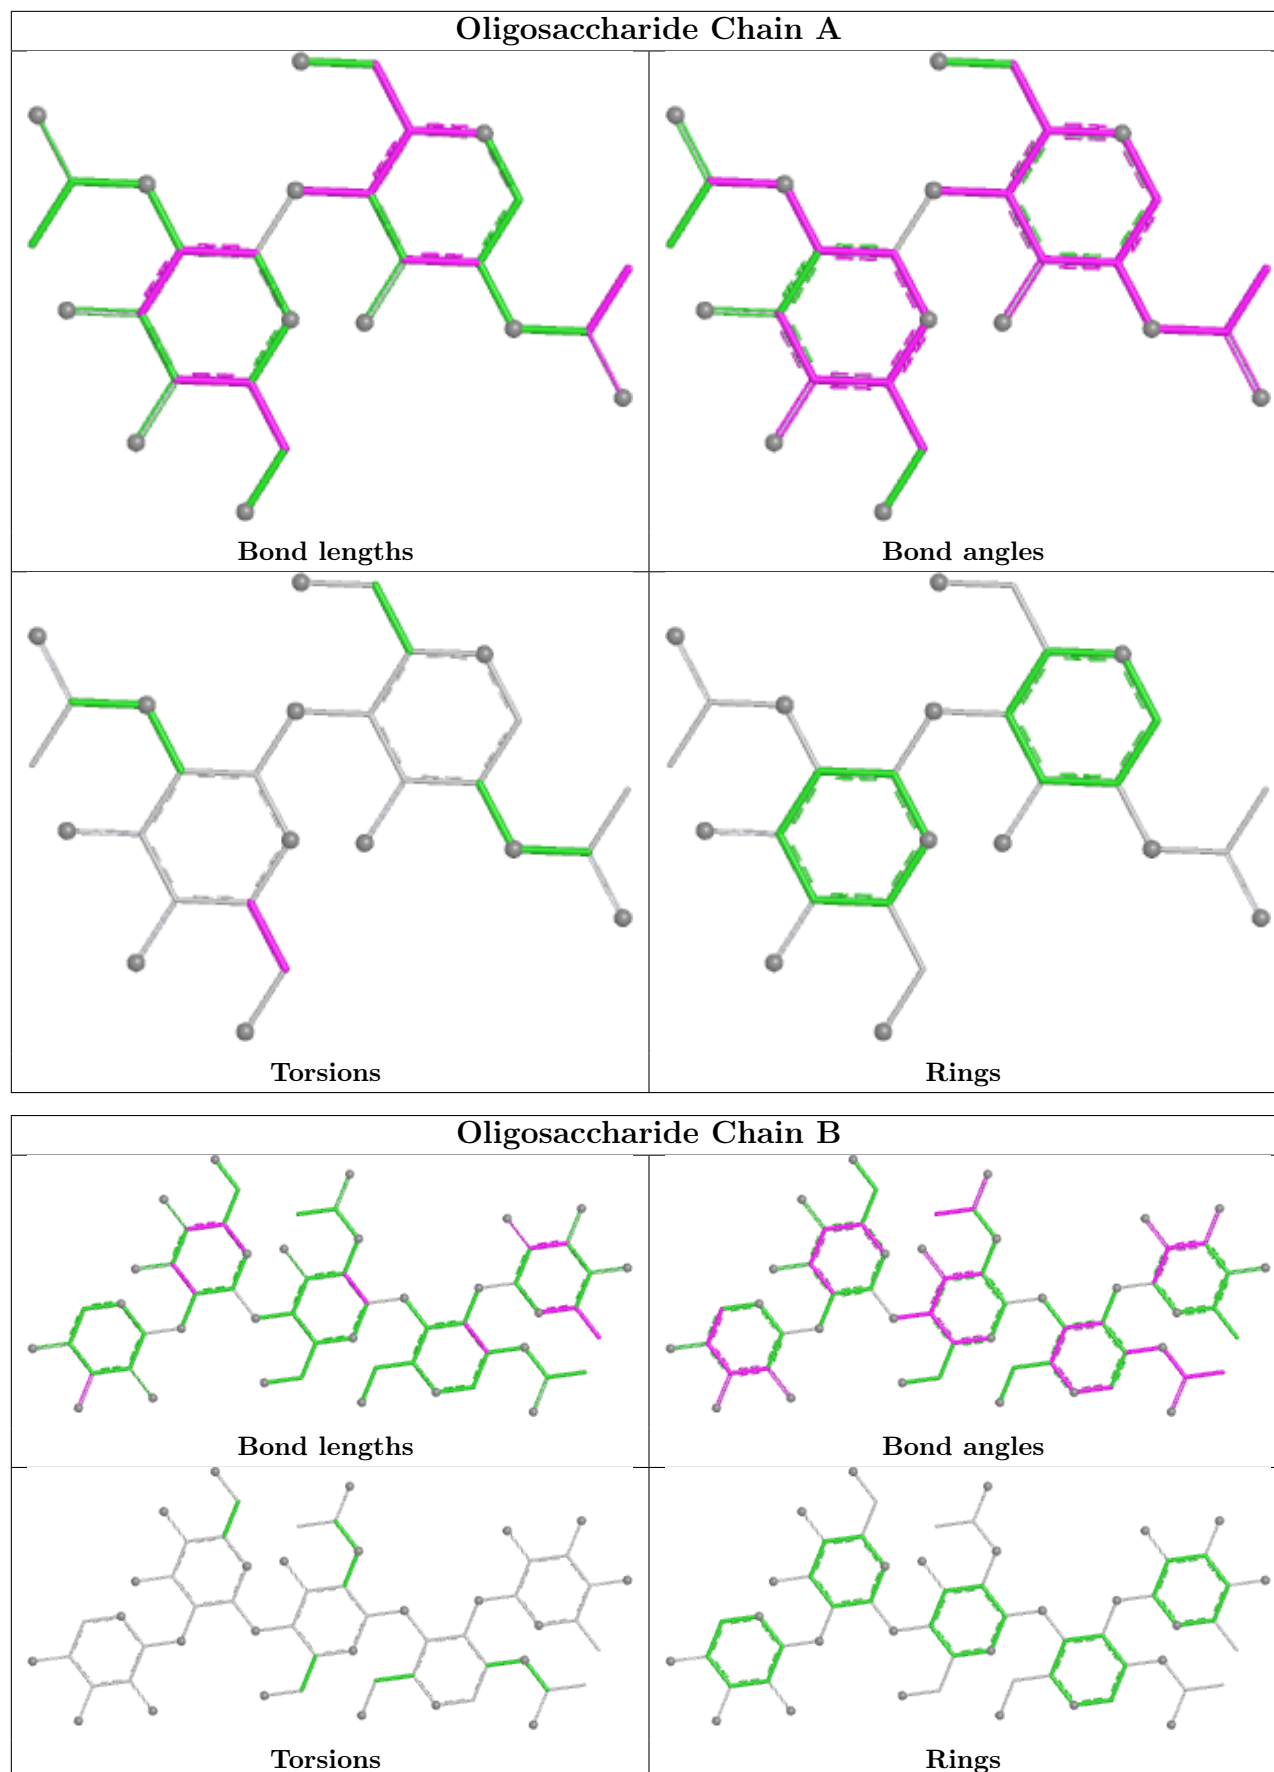 Oligosaccharide Chain A
Bond lengths
Bond angles
Torsions
Rings
Oligosaccharide Chain B
Bond lengths
Bond angles
Torsions
Rings